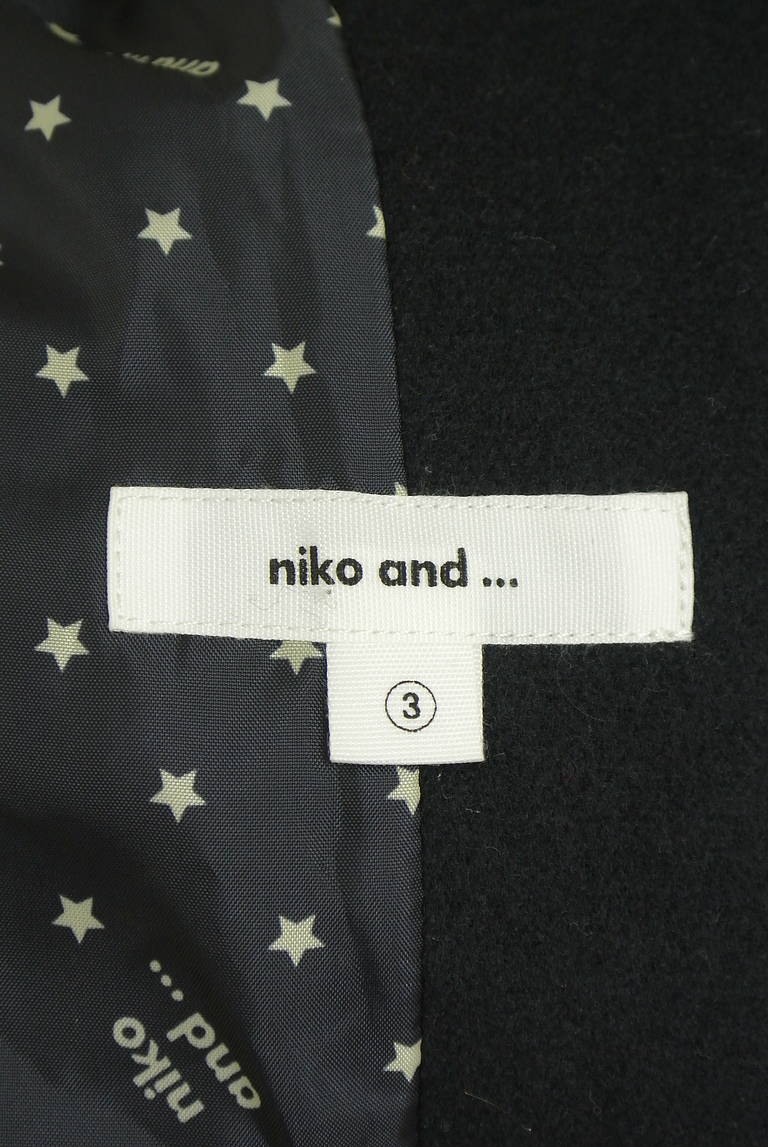 niko and ...
3
niko
and ...